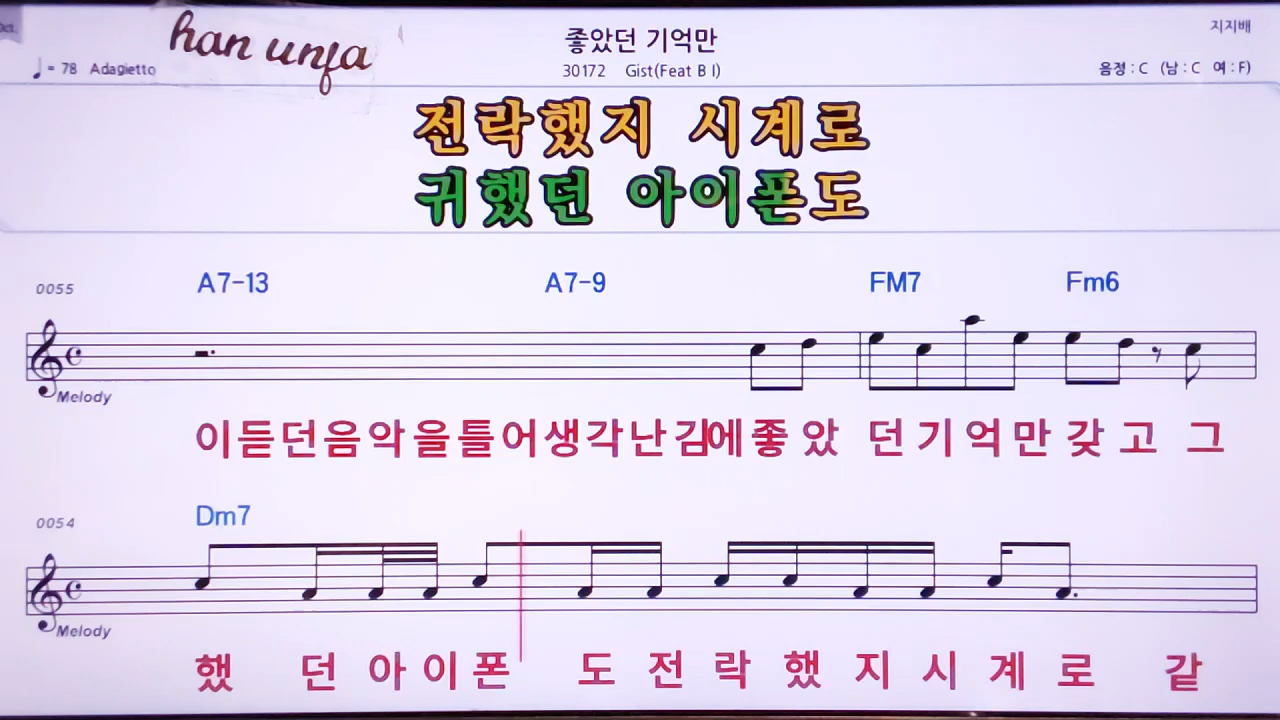 han unfa
좋았던 기억만
지지배
♩= 78 Adagietto
30172 Gist(Feat B I)
음정 : C (남 : C 여 : F)
전락했지 시계로
귀했던 아이폰도
0055 A7-13 A7-9 FM7 Fm6
Melody
이듣던음악을틀어생각난김에좋 았 던 기 억 만 갖 고 그
0054 Dm7
Melody
했 던 아 이 폰 도 전 락 했 지 시 계 로 같